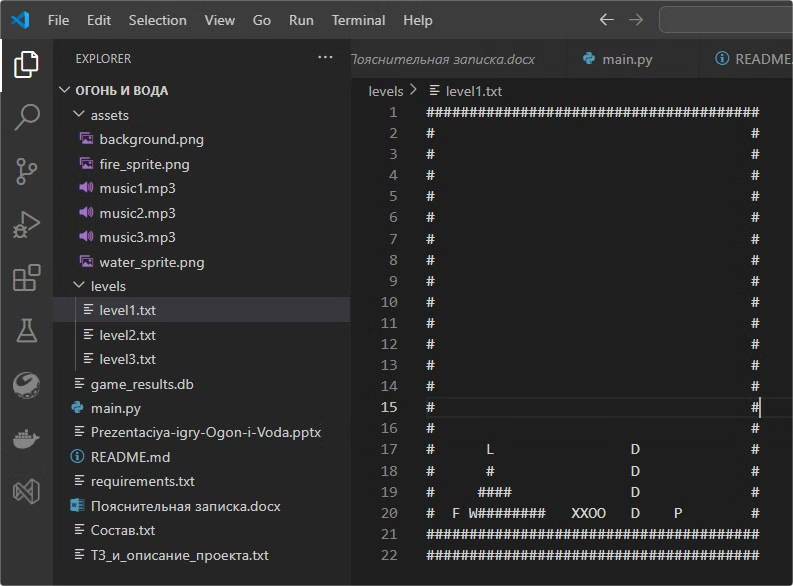 File Edit Selection View Go Run Terminal Help
EXPLORER ···
ОГОНЬ И ВОДА
assets
background.png
fire_sprite.png
music1.mp3
music2.mp3
music3.mp3
water_sprite.png
levels
level1.txt
level2.txt
level3.txt
game_results.db
main.py
Prezentaciya-igry-Ogon-i-Voda.pptx
README.md
requirements.txt
Пояснительная записка.docx
Состав.txt
ТЗ_и_описание_проекта.txt
Пояснительная записка.docx main.py README.
levels > level1.txt
1 #######################################
2 #                                     #
3 #                                     #
4 #                                     #
5 #                                     #
6 #                                     #
7 #                                     #
8 #                                     #
9 #                                     #
10 #                                     #
11 #                                     #
12 #                                     #
13 #                                     #
14 #                                     #
15 #                                     #
16 #                                     #
17 #      L                D             #
18 #      #                D             #
19 #     ####              D             #
20 #  F W########   XXOO   D    P        #
21 #######################################
22 #######################################